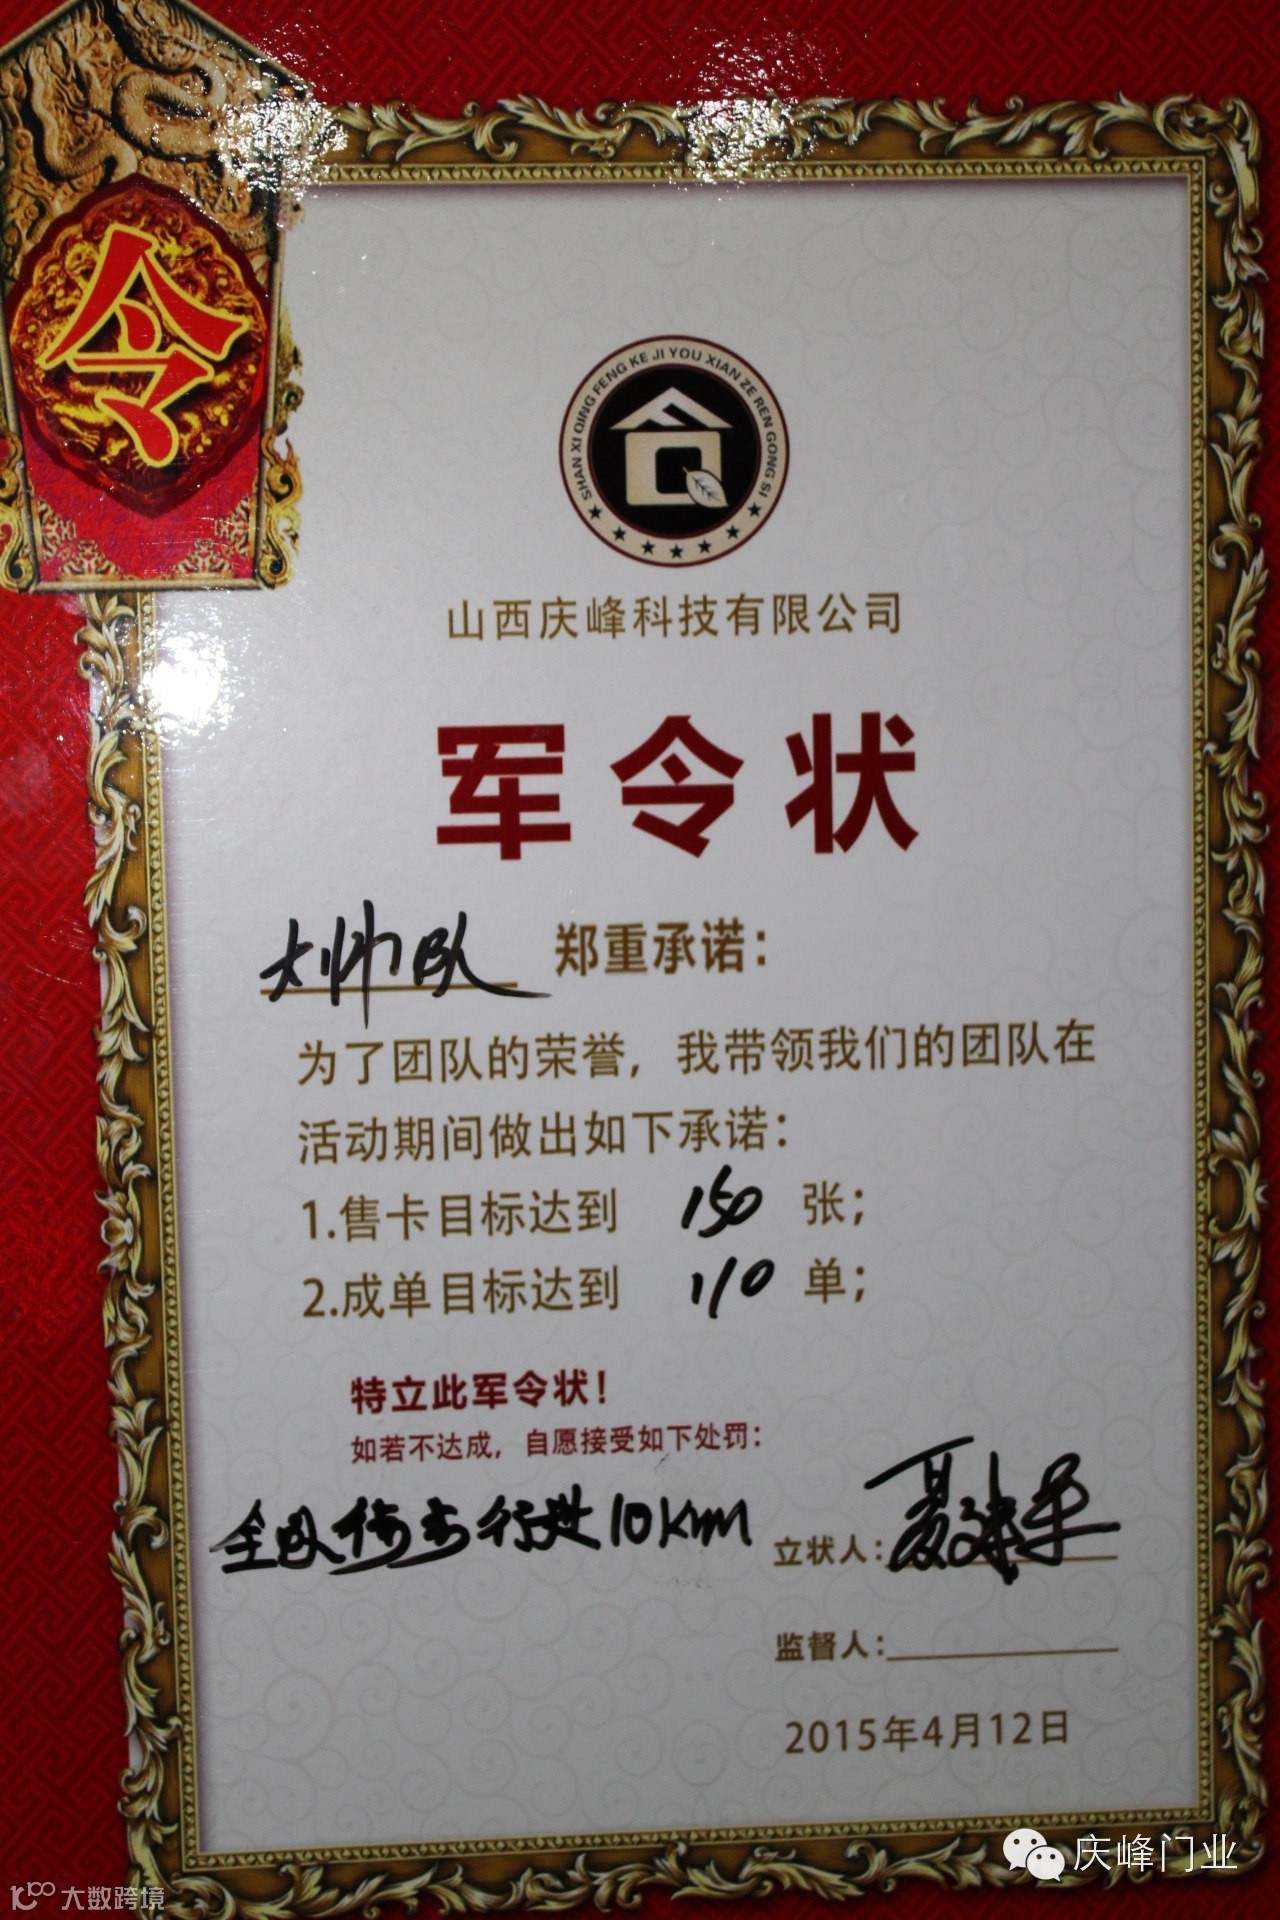 令
SHAN XI QING FENG KE JI YOU XIAN ZE REN GONG SI
山西庆峰科技有限公司
军令状
大帅队 郑重承诺：
为了团队的荣誉，我带领我们的团队在
活动期间做出如下承诺：
1.售卡目标达到 150 张；
2.成单目标达到 110 单；
特立此军令状！
如若不达成，自愿接受如下处罚：
全队徒步行进10km
立状人：
监督人：
2015年4月12日
庆峰门业
大数跨境